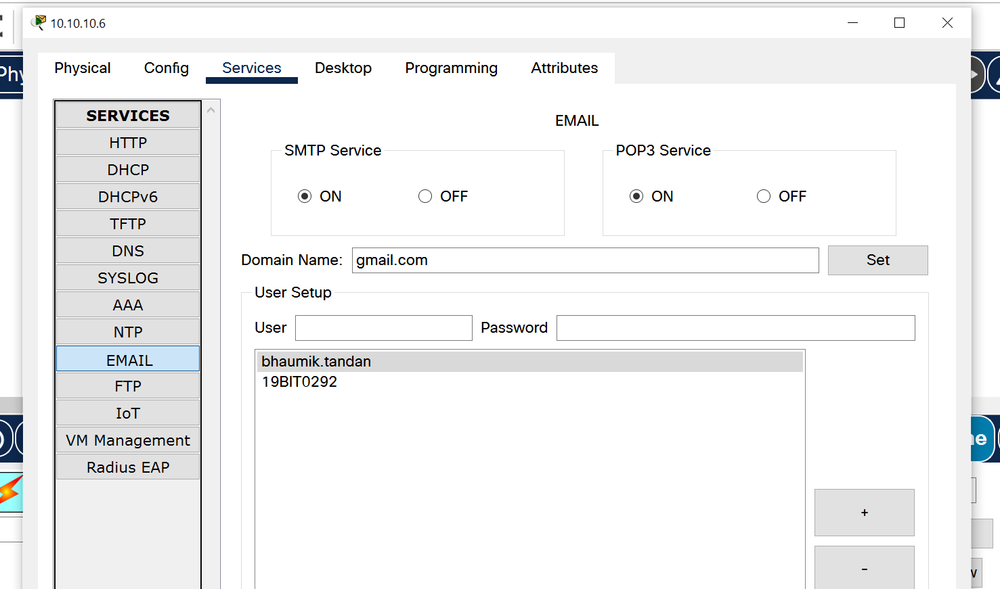 10.10.10.6
Physical Config Services Desktop Programming Attributes
Phy
SERVICES
HTTP
DHCP
DHCPv6
TFTP
DNS
SYSLOG
AAA
NTP
EMAIL
FTP
IoT
VM Management
Radius EAP
EMAIL
SMTP Service
ON OFF
POP3 Service
ON OFF
Domain Name: gmail.com Set
User Setup
User Password
bhaumik.tandan
19BIT0292
+
-